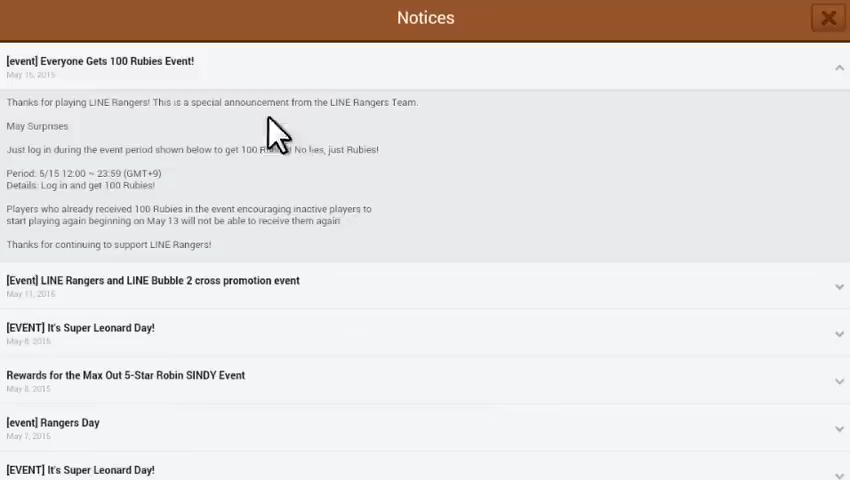 Notices
[event] Everyone Gets 100 Rubies Event!
May 15, 2015
Thanks for playing LINE Rangers! This is a special announcement from the LINE Rangers Team.
May Surprises
Just log in during the event period shown below to get 100 No lies, just Rubies!
Period: 5/15 12:00 ~ 23:59 (GMT+9)
Details: Log in and get 100 Rubies!
Players who already received 100 Rubies in the event encouraging inactive players to
start playing again beginning on May 13 will not be able to receive them again
Thanks for continuing to support LINE Rangers!
[Event] LINE Rangers and LINE Bubble 2 cross promotion event
May 11, 2015
[EVENT] It's Super Leonard Day!
May 8, 2015
Rewards for the Max Out 5-Star Robin SINDY Event
May 8, 2015
[event] Rangers Day
May 7, 2015
[EVENT] It's Super Leonard Day!